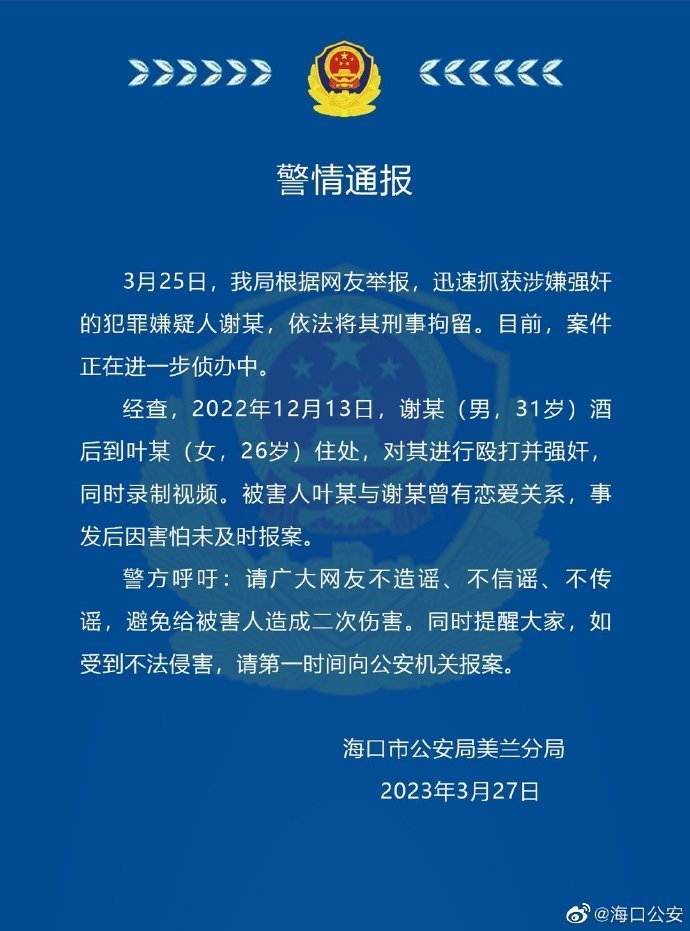 警情通报
3月25日，我局根据网友举报，迅速抓获涉嫌强奸
的犯罪嫌疑人谢某，依法将其刑事拘留。目前，案件
正在进一步侦办中。
经查，2022年12月13日，谢某（男，31岁）酒
后到叶某（女，26岁）住处，对其进行殴打并强奸，
同时录制视频。被害人叶某与谢某曾有恋爱关系，事
发后因害怕未及时报案。
警方呼吁：请广大网友不造谣、不信谣、不传
谣，避免给被害人造成二次伤害。同时提醒大家，如
受到不法侵害，请第一时间向公安机关报案。
海口市公安局美兰分局
2023年3月27日
@海口公安